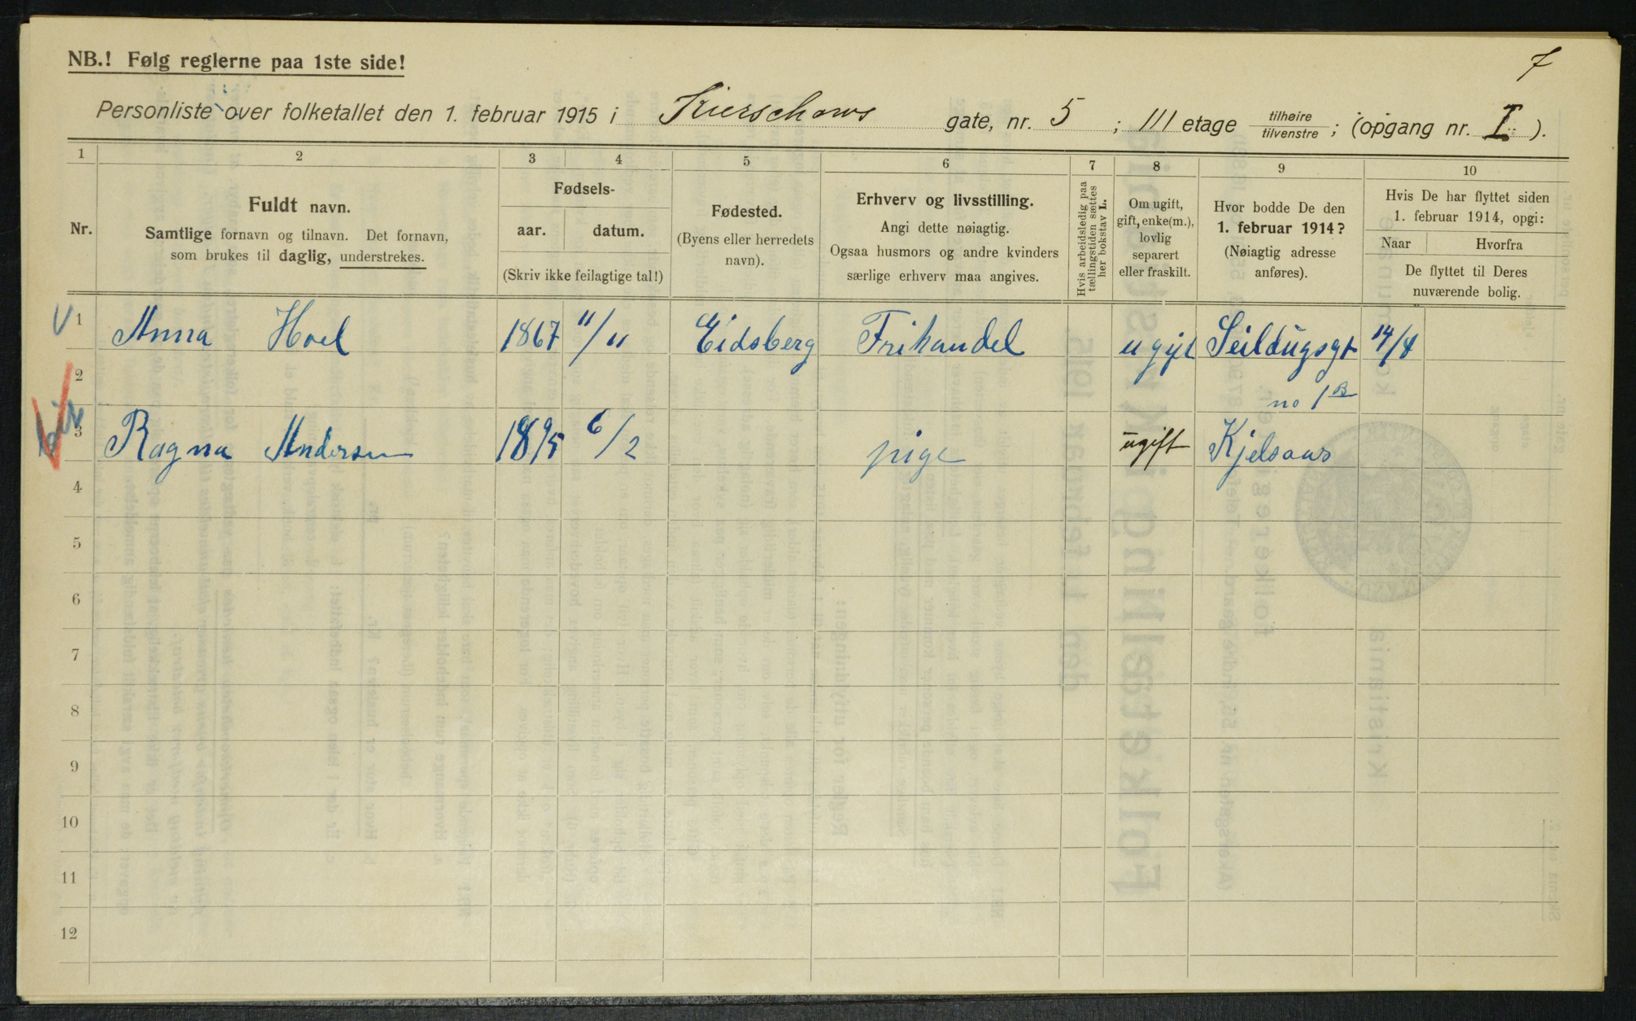 7
NB.! Følg reglerne paa 1ste side!
Personliste over folketallet den 1. februar 1915 i Kierschows gate, nr. 5 ; III etage tilhøire tilvenstre ; (opgang nr. I ).
1 2 3 4 5 6 7 8 9 10
Nr.
Fuldt navn.
Samtlige fornavn og tilnavn. Det fornavn,
som brukes til daglig, understrekes.
Fødsels-
aar. datum.
(Skriv ikke feilagtige tal!)
Fødested.
(Byens eller herredets
navn).
Erhverv og livsstilling.
Angi dette nøiagtig.
Ogsaa husmors og andre kvinders
særlige erhverv maa angives.
Hvis arbeidsledig paa
tællingstiden sættes
her bokstav L.
Om ugift,
gift, enke(m.),
lovlig
separert
eller fraskilt.
Hvor bodde De den
1. februar 1914?
(Nøiagtig adresse
anføres).
Hvis De har flyttet siden
1. februar 1914, opgi:
Naar Hvorfra
De flyttet til Deres
nuværende bolig.
1 Anna Hoel 1867 11/11 Eidsberg Frihandel ugift Seildugsgt 14/4
2 no 1B
3 Ragna Andersen 1895 6/2 pige ugift Kjelsaas
4
5
6
7
8
9
10
11
12